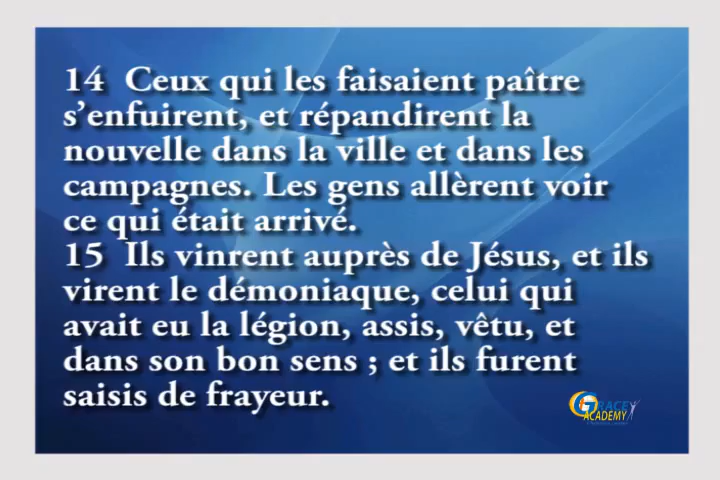 14 Ceux qui les faisaient paître
s’enfuirent, et répandirent la
nouvelle dans la ville et dans les
campagnes. Les gens allèrent voir
ce qui était arrivé.
15 Ils vinrent auprès de Jésus, et ils
virent le démoniaque, celui qui
avait eu la légion, assis, vêtu, et
dans son bon sens ; et ils furent
saisis de frayeur.
GRACE
ACADEMY